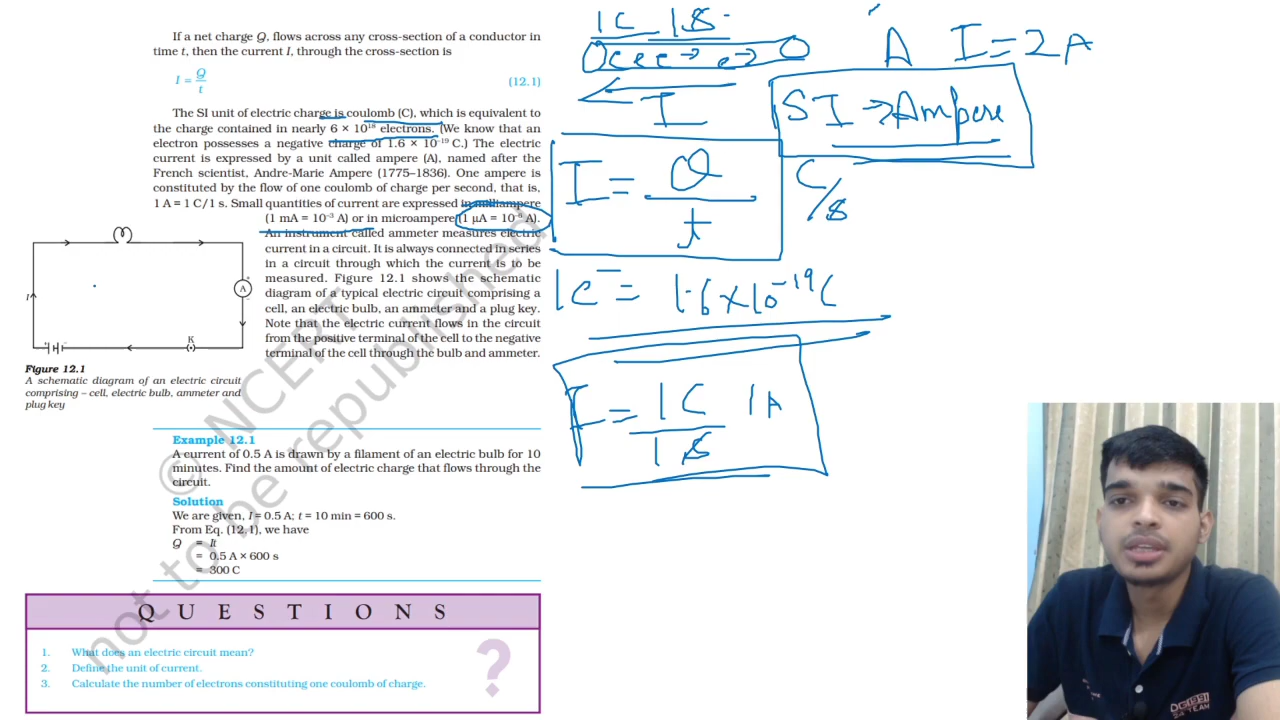 If a net charge Q, flows across any cross-section of a conductor in
time t, then the current I, through the cross-section is
I = Q/t (12.1)
The SI unit of electric charge is coulomb (C), which is equivalent to
the charge contained in nearly 6 × 10¹⁸ electrons. (We know that an
electron possesses a negative charge of 1.6 × 10⁻¹⁹ C.) The electric
current is expressed by a unit called ampere (A), named after the
French scientist, Andre-Marie Ampere (1775–1836). One ampere is
constituted by the flow of one coulomb of charge per second, that is,
1 A = 1 C/1 s. Small quantities of current are expressed in milliampere
(1 mA = 10⁻³ A) or in microampere (1 µA = 10⁻⁶ A).
An instrument called ammeter measures electric
current in a circuit. It is always connected in series
in a circuit through which the current is to be
measured. Figure 12.1 shows the schematic
diagram of a typical electric circuit comprising a
cell, an electric bulb, an ammeter and a plug key.
Note that the electric current flows in the circuit
from the positive terminal of the cell to the negative
terminal of the cell through the bulb and ammeter.
I
A
+
−
K
+ −
Figure 12.1
A schematic diagram of an electric circuit
comprising – cell, electric bulb, ammeter and
plug key
Example 12.1
A current of 0.5 A is drawn by a filament of an electric bulb for 10
minutes. Find the amount of electric charge that flows through the
circuit.
Solution
We are given, I = 0.5 A; t = 10 min = 600 s.
From Eq. (12.1), we have
Q = It
= 0.5 A × 600 s
= 300 C
QUESTIONS
?
1. What does an electric circuit mean?
2. Define the unit of current.
3. Calculate the number of electrons constituting one coulomb of charge.
© NCERT
not to be republished
1C 1s
I
A I = 2A
SI → Ampere
I = Q/t
C/s
1e⁻ = 1.6 × 10⁻¹⁹ C
I = 1C/1s 1A
TEAM